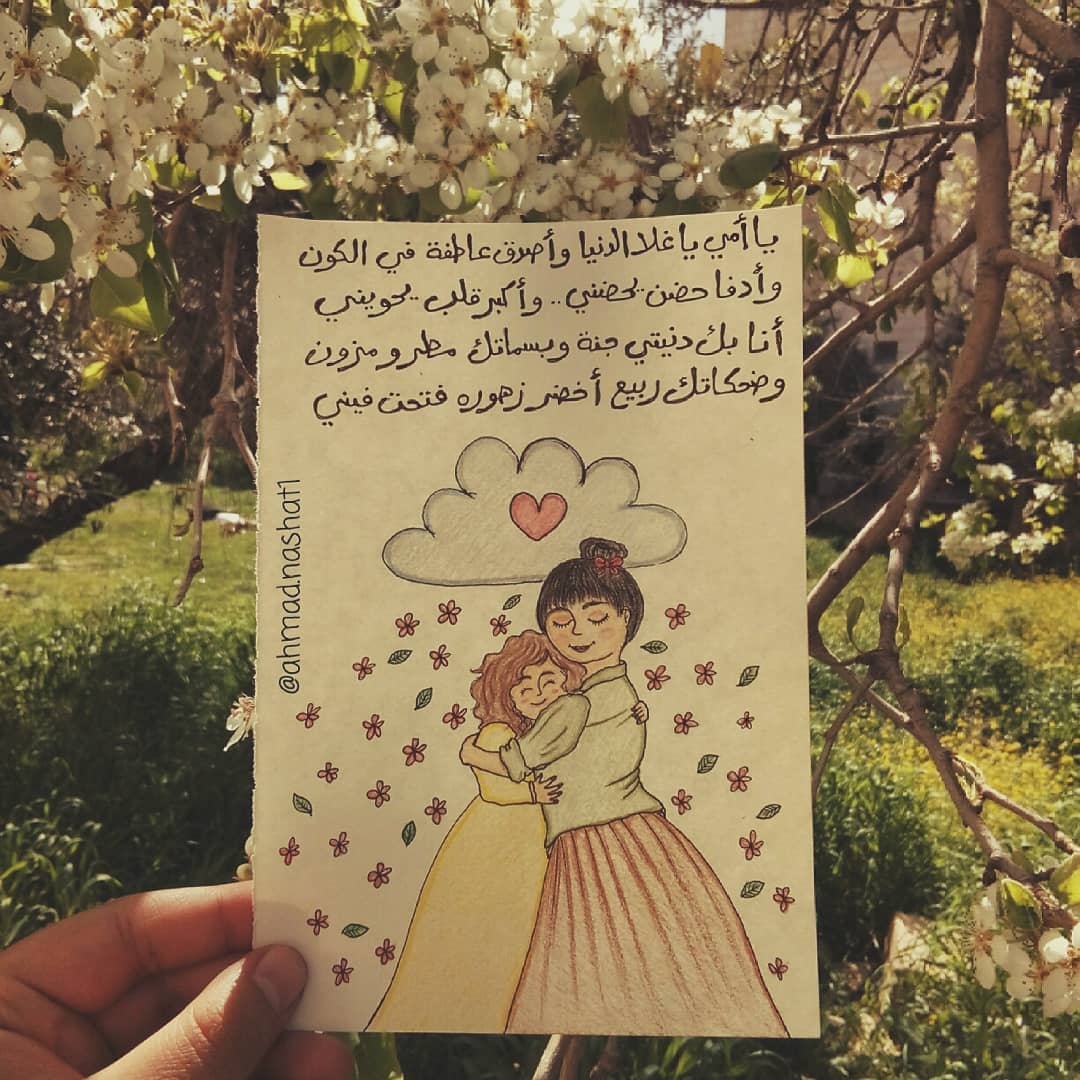 يا أمي يا غلا الدنيا وأصدق عاطفة في الكون
وأدفا حضن يحضني .. وأكبر قلب يحويني
أنا بك دنيتي جنة وبسماتك مطر ومزون
وضحكاتك ربيع أخضر زهوره فتحت فيني
@ahmad.nashat1